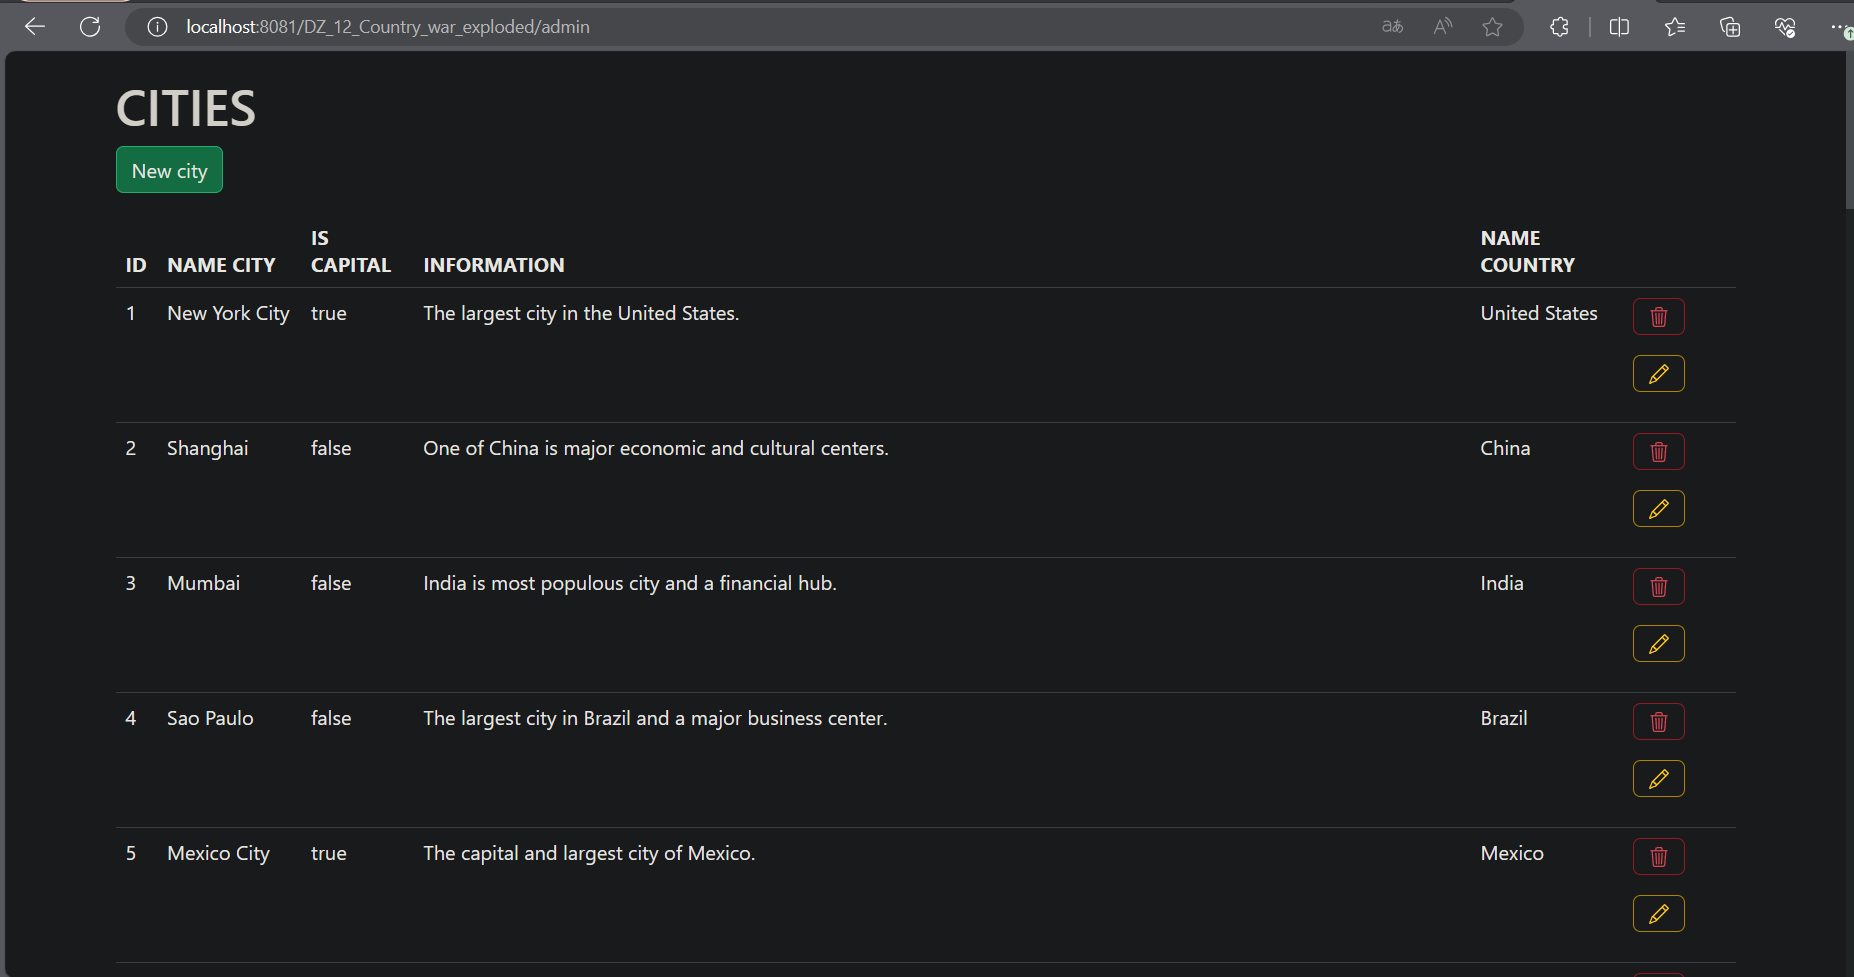 localhost:8081/DZ_12_Country_war_exploded/admin
CITIES
New city
ID NAME CITY IS CAPITAL INFORMATION NAME COUNTRY
1 New York City true The largest city in the United States. United States
2 Shanghai false One of China is major economic and cultural centers. China
3 Mumbai false India is most populous city and a financial hub. India
4 Sao Paulo false The largest city in Brazil and a major business center. Brazil
5 Mexico City true The capital and largest city of Mexico. Mexico